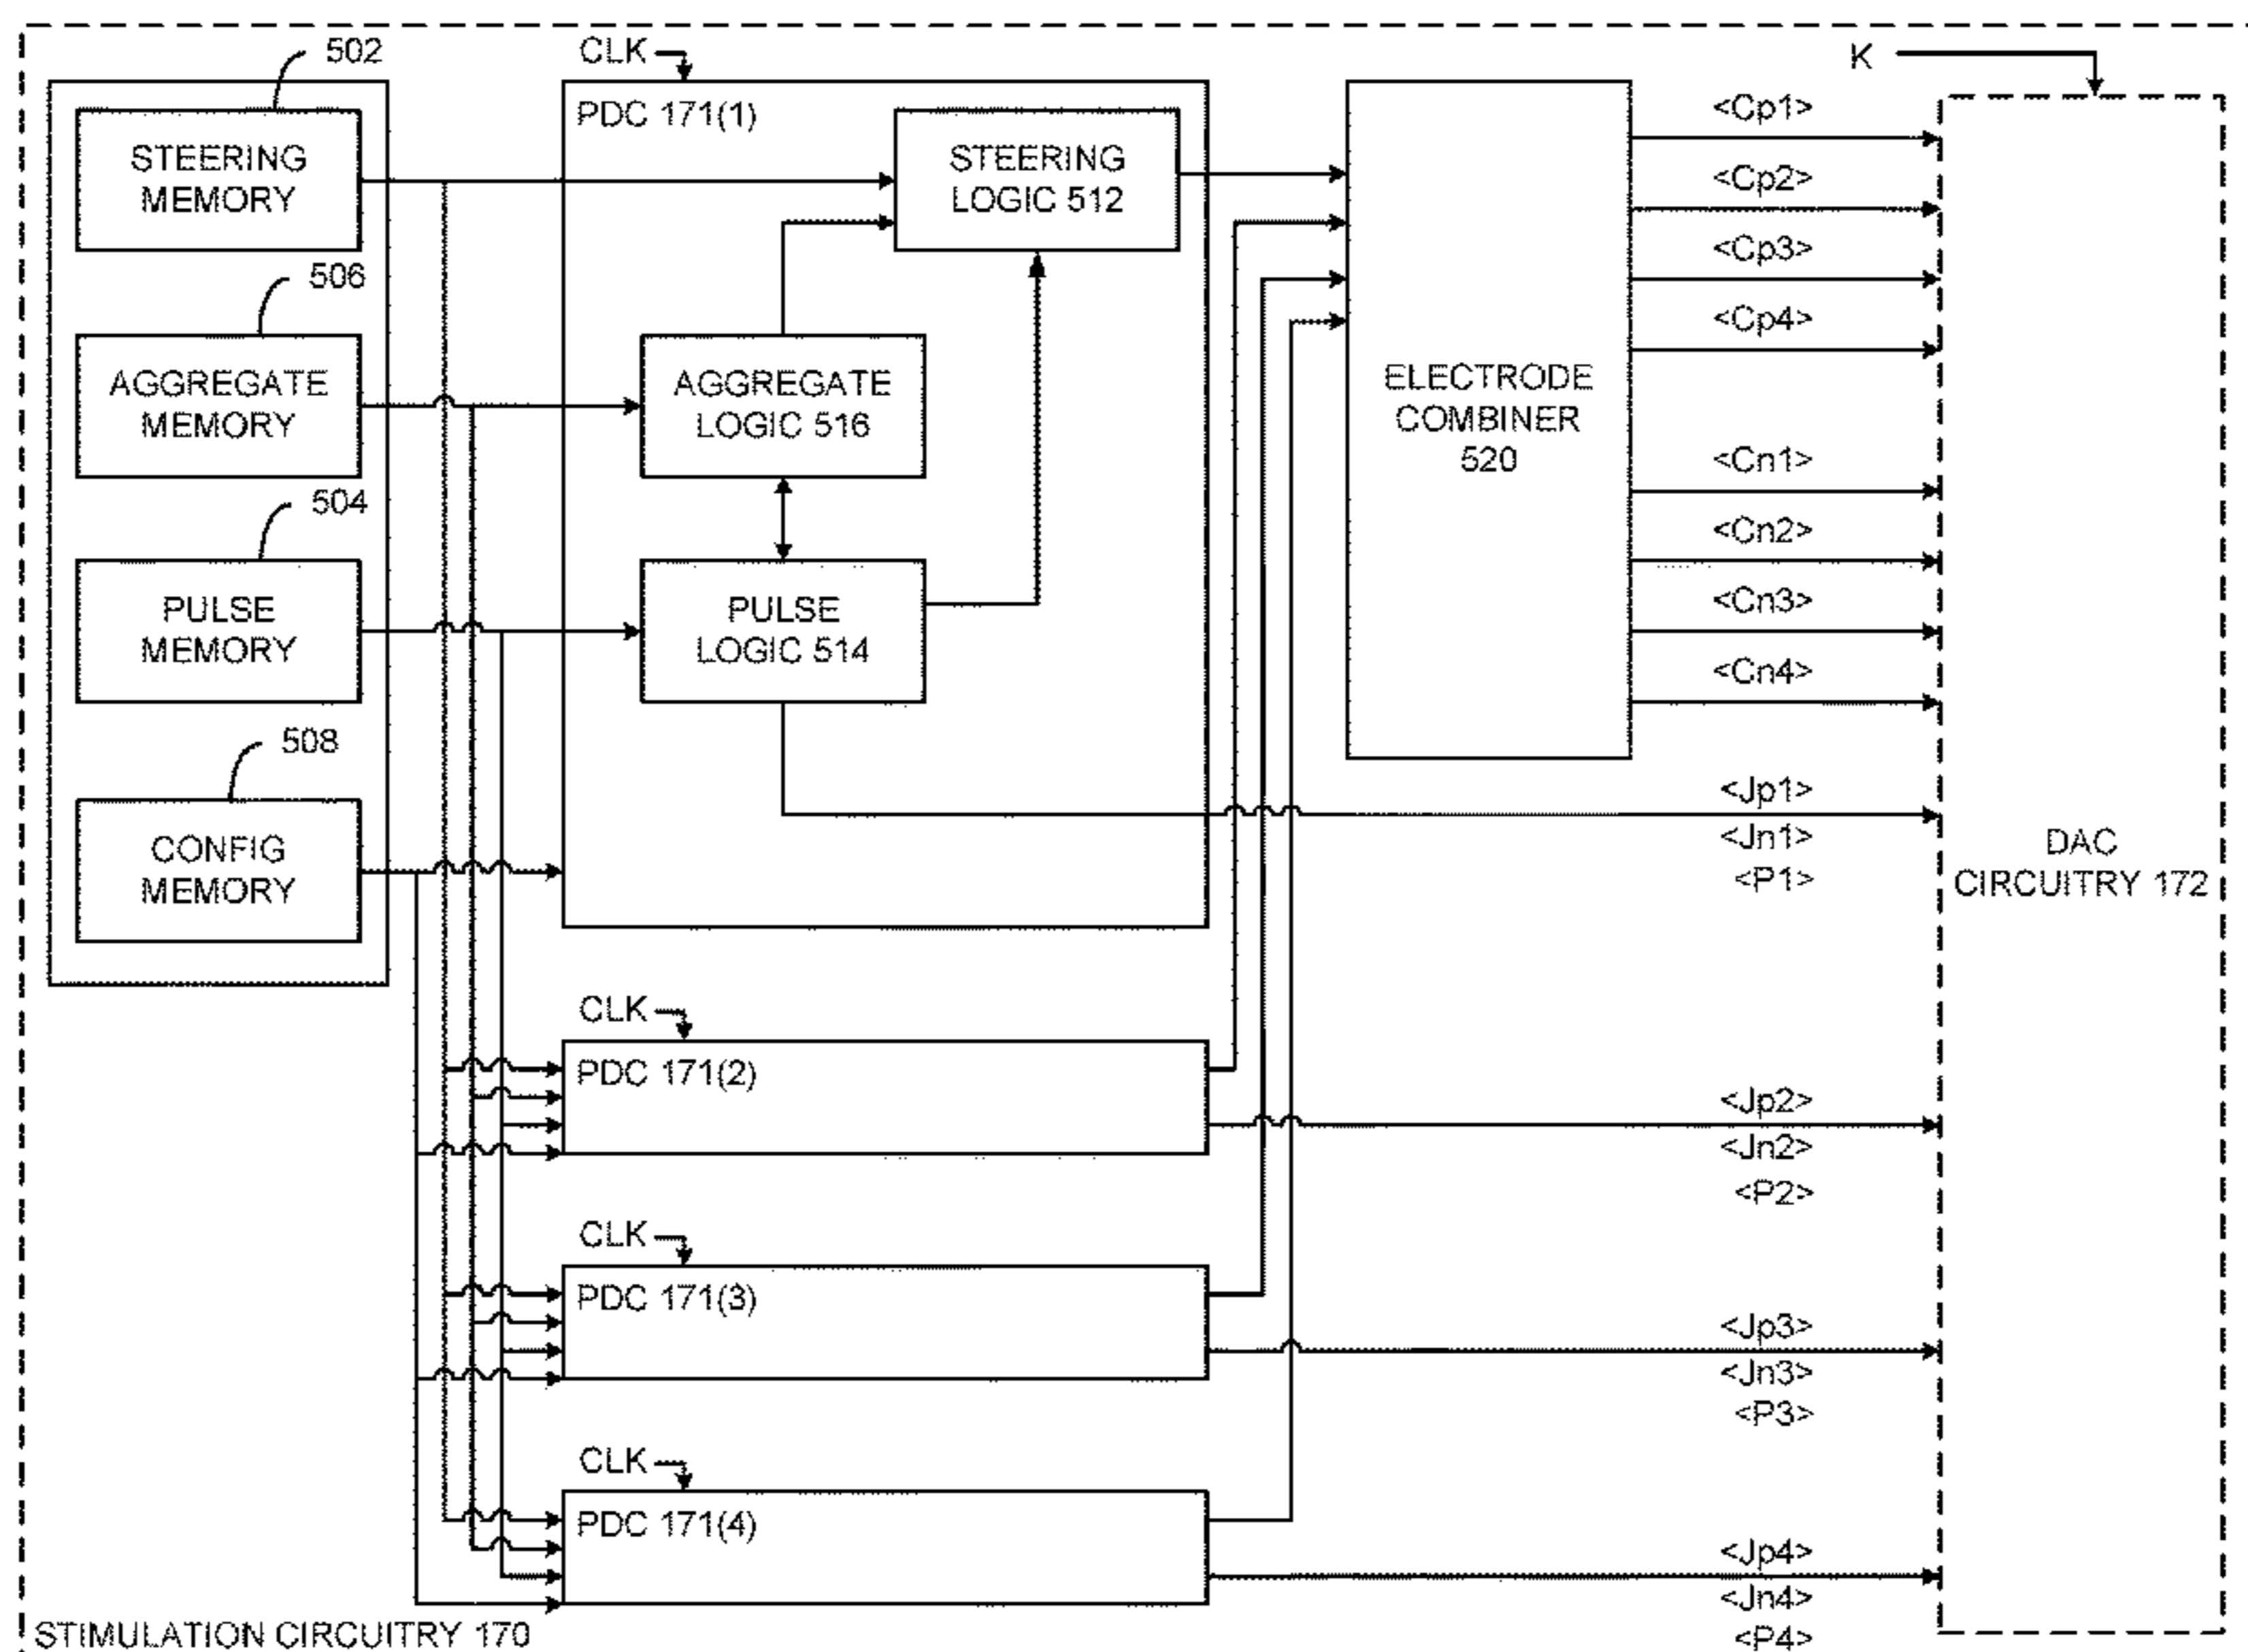 502
STEERING
MEMORY
506
AGGREGATE
MEMORY
504
PULSE
MEMORY
508
CONFIG
MEMORY
CLK
PDC 171(1)
STEERING
LOGIC 512
AGGREGATE
LOGIC 516
PULSE
LOGIC 514
CLK
PDC 171(2)
CLK
PDC 171(3)
CLK
PDC 171(4)
ELECTRODE
COMBINER
520
K
<Cp1>
<Cp2>
<Cp3>
<Cp4>
<Cn1>
<Cn2>
<Cn3>
<Cn4>
<Jp1>
<Jn1>
<P1>
<Jp2>
<Jn2>
<P2>
<Jp3>
<Jn3>
<P3>
<Jp4>
<Jn4>
<P4>
DAC
CIRCUITRY 172
STIMULATION CIRCUITRY 170